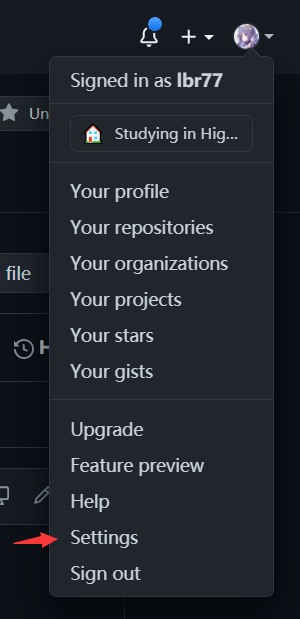 Signed in as lbr77
Un
Studying in Hig...
Your profile
Your repositories
Your organizations
file
Your projects
Your stars
H
Your gists
Upgrade
Feature preview
Help
Settings
Sign out